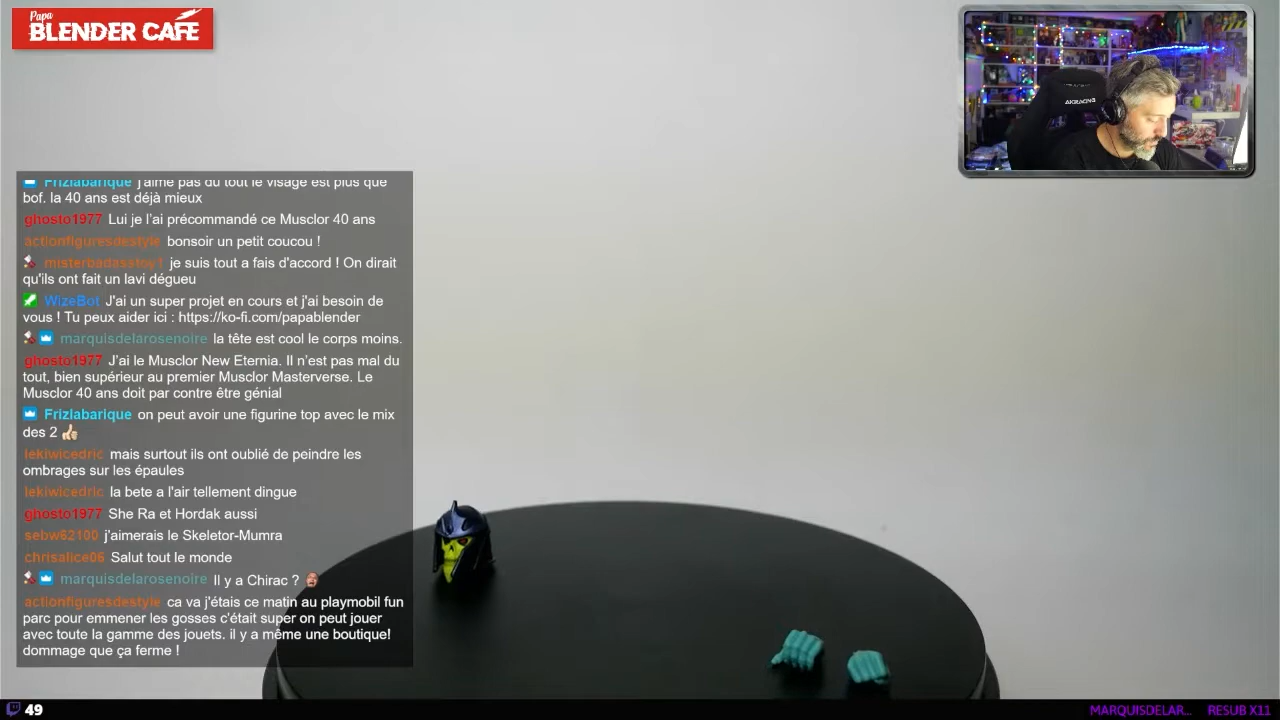 Papa
BLENDER CAFÉ
AKRACING
Frizlabarique j'aime pas du tout le visage est plus que
bof. la 40 ans est déjà mieux
ghosto1977 Lui je l'ai précommandé ce Musclor 40 ans
actionfiguresdestyle bonsoir un petit coucou !
misterbadasstoy1 je suis tout a fais d'accord ! On dirait
qu'ils ont fait un lavi dégueu
WizeBot J'ai un super projet en cours et j'ai besoin de
vous ! Tu peux aider ici : https://ko-fi.com/papablender
marquisdelarosenoire la tête est cool le corps moins.
ghosto1977 J'ai le Musclor New Eternia. Il n'est pas mal du
tout, bien supérieur au premier Musclor Masterverse. Le
Musclor 40 ans doit par contre être génial
Frizlabarique on peut avoir une figurine top avec le mix
des 2
lekiwicedric mais surtout ils ont oublié de peindre les
ombrages sur les épaules
lekiwicedric la bete a l'air tellement dingue
ghosto1977 She Ra et Hordak aussi
sebw62100 j'aimerais le Skeletor-Mumra
chrisalice06 Salut tout le monde
marquisdelarosenoire Il y a Chirac ?
actionfiguresdestyle ca va j'étais ce matin au playmobil fun
parc pour emmener les gosses c'était super on peut jouer
avec toute la gamme des jouets. il y a même une boutique!
dommage que ça ferme !
49
MARQUISDELAR... RESUB X11